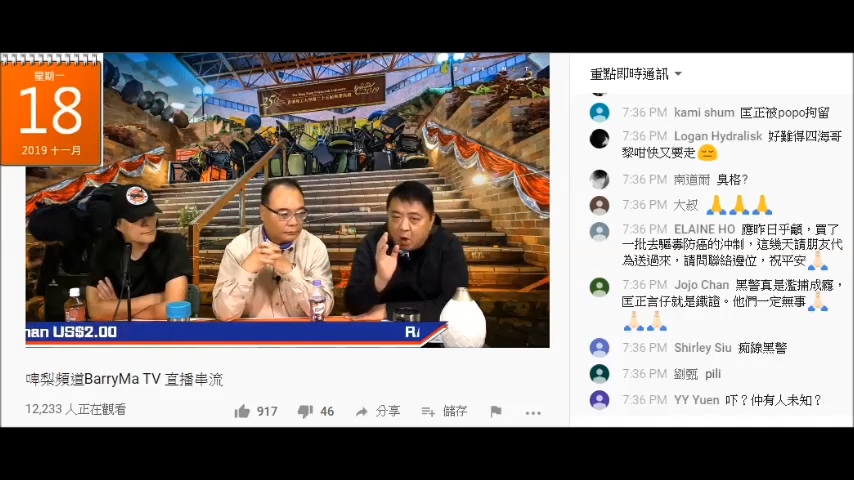 星期一
18
2019 十一月
man US$2.00
啤梨頻道BarryMa TV 直播串流
12,233 人正在觀看
917
46
分享
儲存
重點即時通訊
7:36 PM kami shum 匡正被popo拘留
7:36 PM Logan Hydralisk 好難得四海哥
黎咁快又要走
7:36 PM 南道爾 臭格?
7:36 PM 大叔
7:36 PM ELAINE HO 應昨日乎籲，買了
一批去驅毒防癌的冲剂，這幾天請朋友代
為送過來，請問聯絡邊位，祝平安
7:36 PM Jojo Chan 黑警真是濫捕成癮，
匡正言仔就是鐵證。他們一定無事
7:36 PM Shirley Siu 痴線黑警
7:36 PM 劉甄 pili
7:36 PM YY Yuen 吓？仲有人未知？